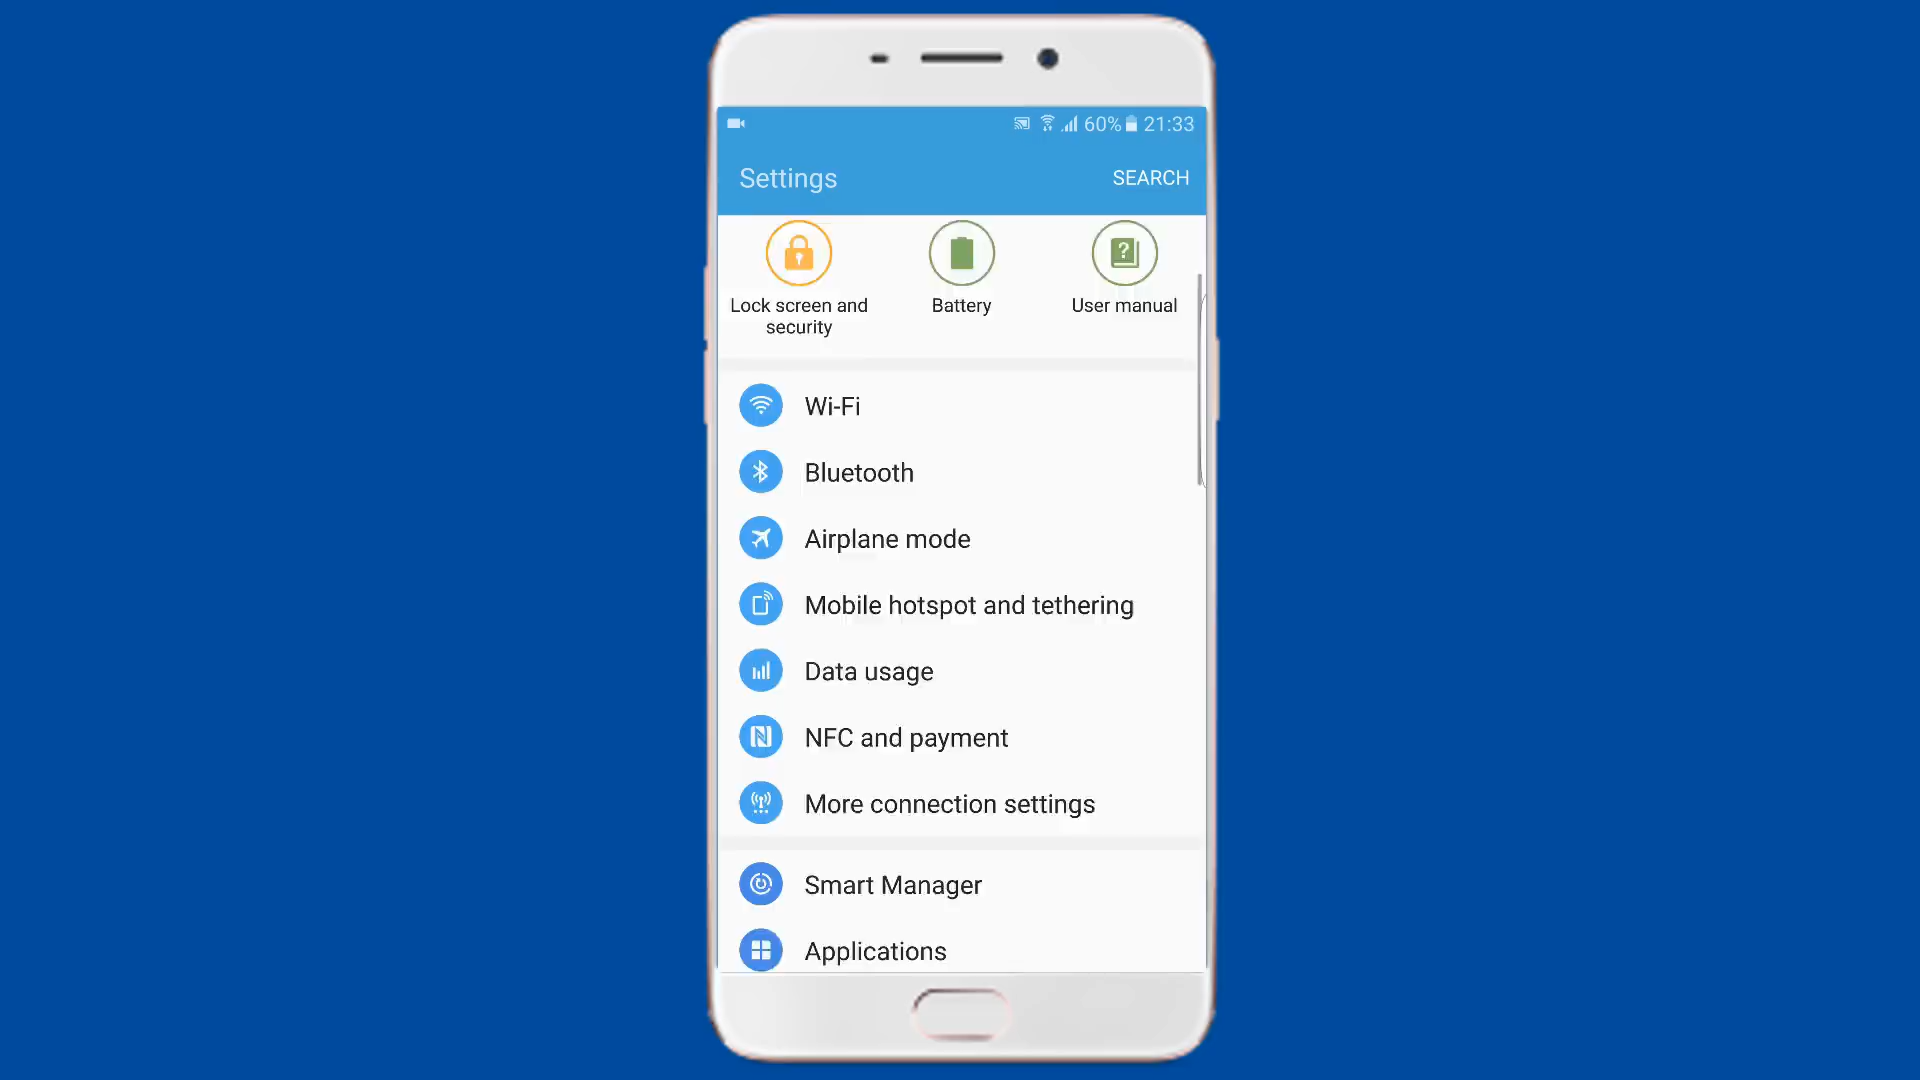 60% 21:33
Settings SEARCH
Lock screen and
security
Battery
User manual
Wi-Fi
Bluetooth
Airplane mode
Mobile hotspot and tethering
Data usage
NFC and payment
More connection settings
Smart Manager
Applications